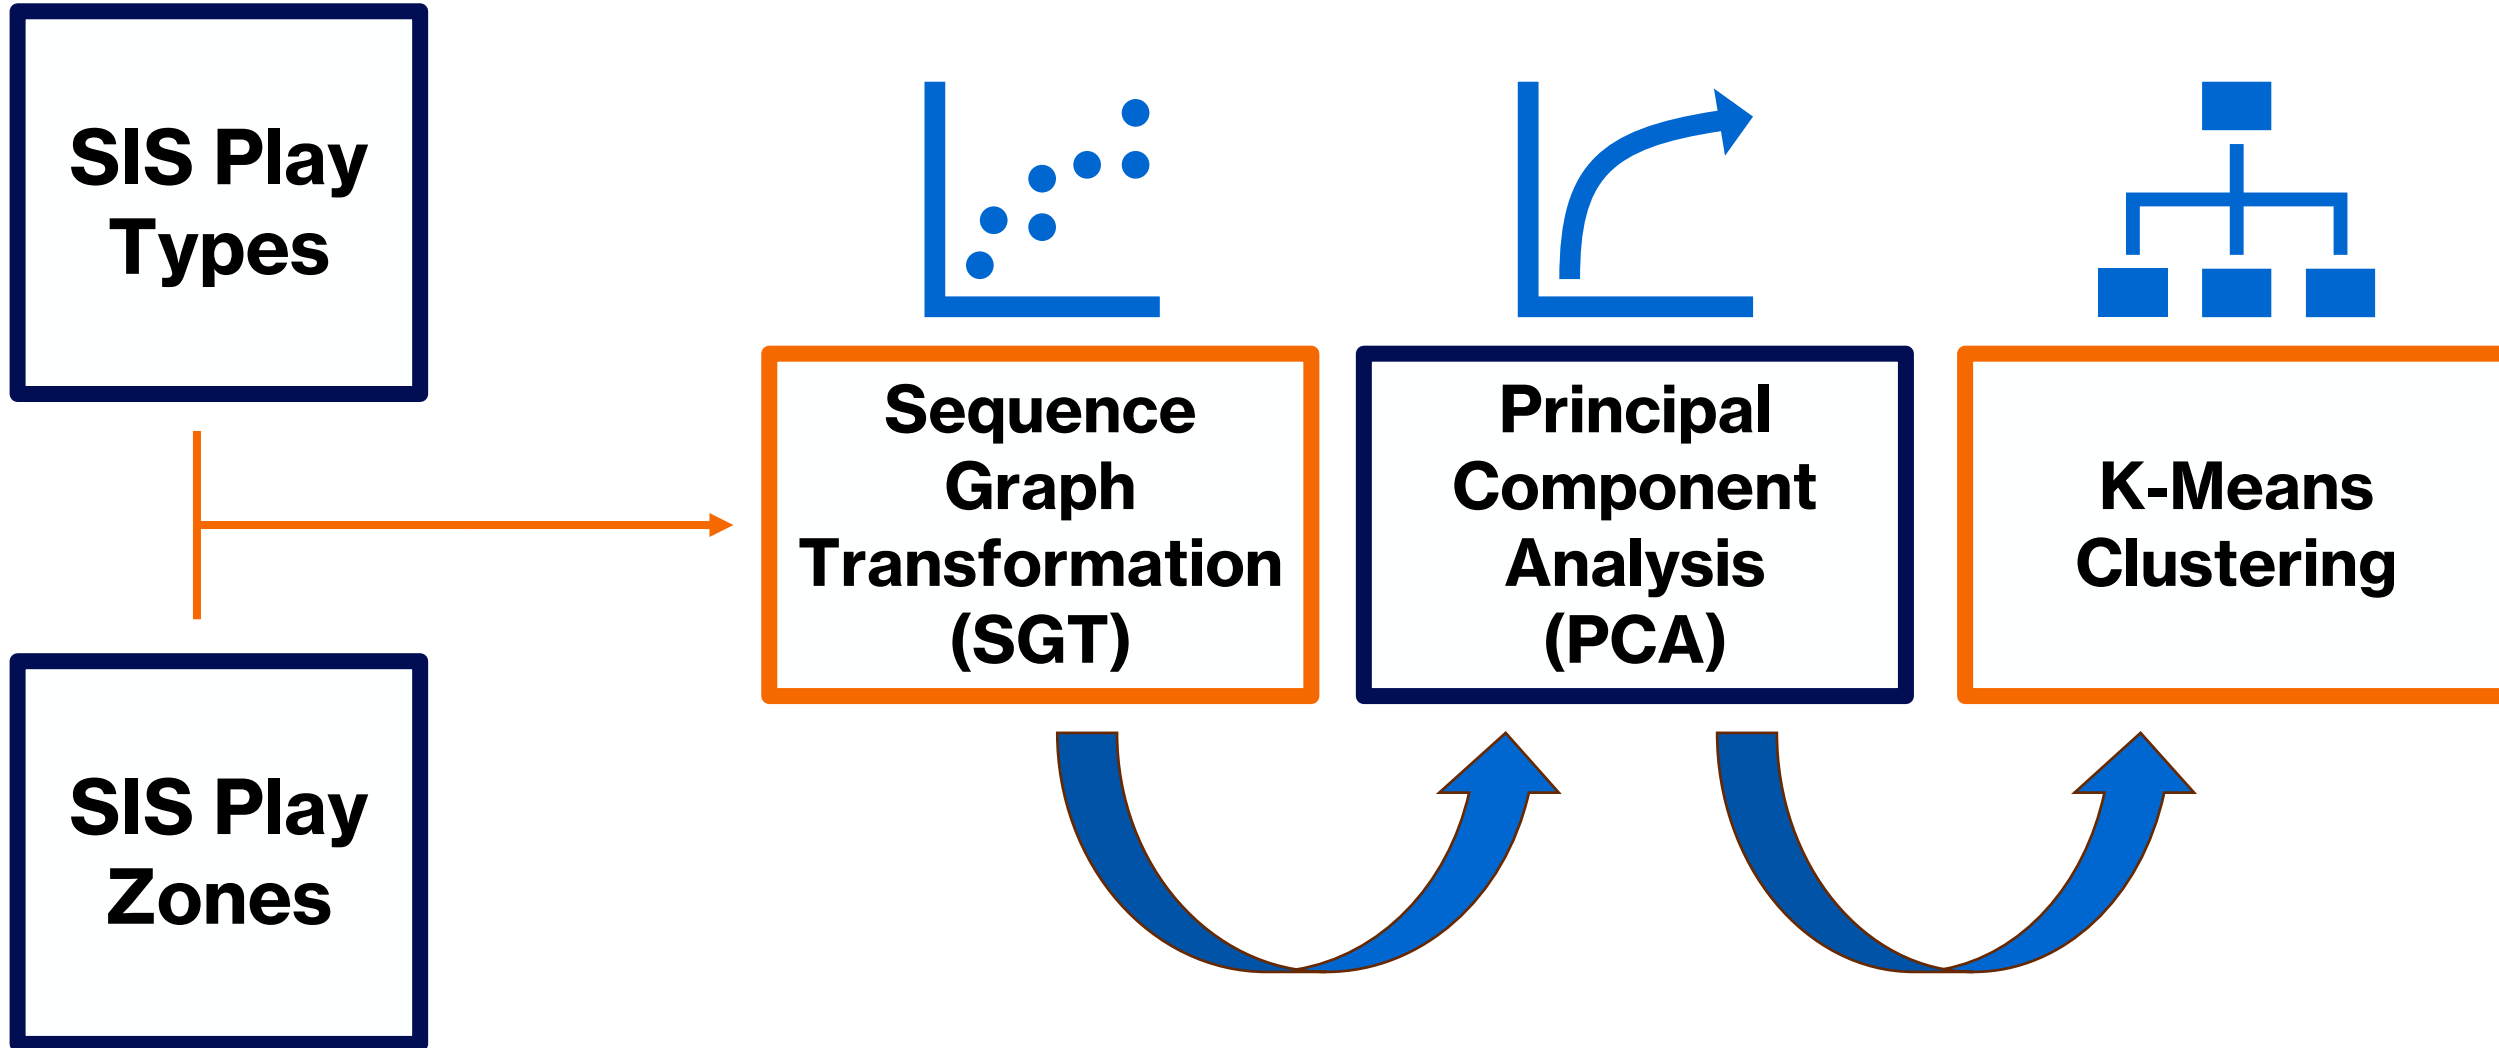 SIS Play
Types
SIS Play
Zones
Sequence
Graph
Transformation
(SGT)
Principal
Component
Analysis
(PCA)
K-Means
Clustering